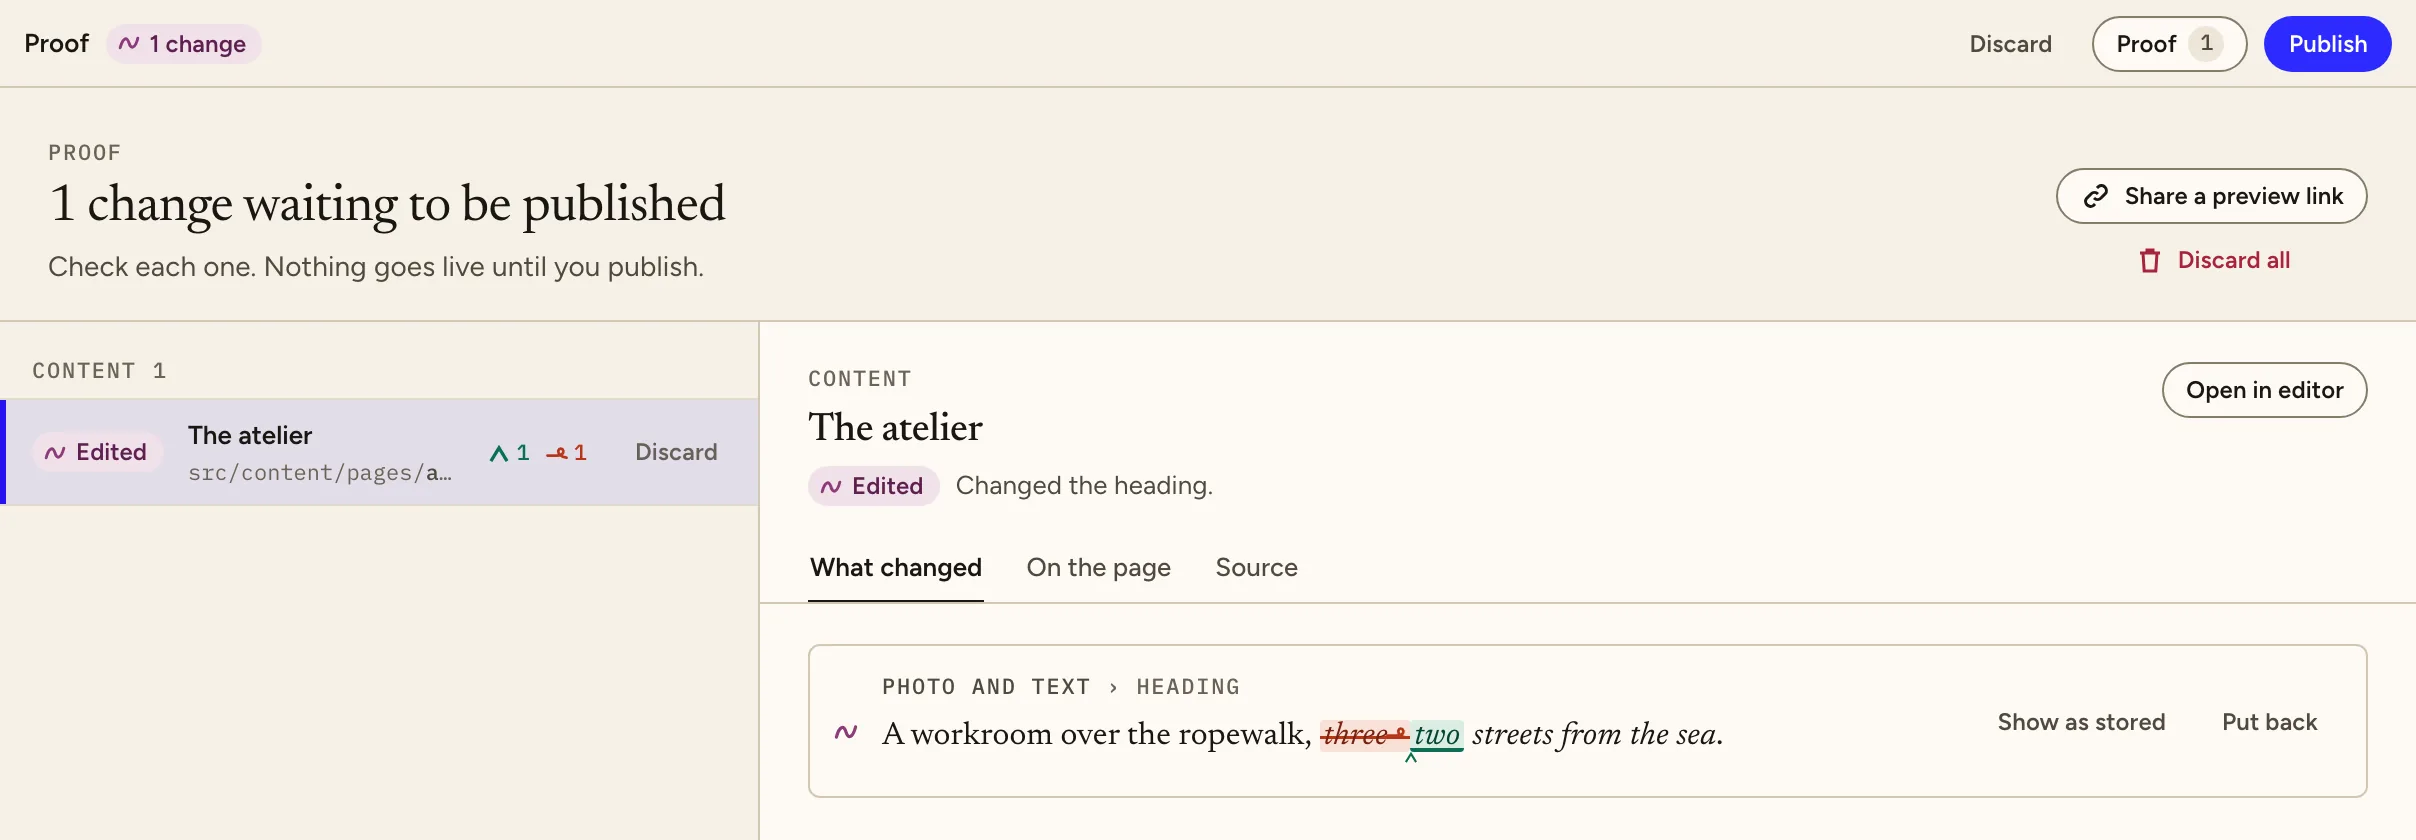 Proof 1 change Discard Proof 1 Publish
PROOF
1 change waiting to be published
Check each one. Nothing goes live until you publish.
Share a preview link
Discard all
CONTENT 1
Edited The atelier 1 1 Discard
src/content/pages/a…
CONTENT
The atelier
Open in editor
Edited Changed the heading.
What changed On the page Source
PHOTO AND TEXT › HEADING
A workroom over the ropewalk, three two streets from the sea.
Show as stored Put back